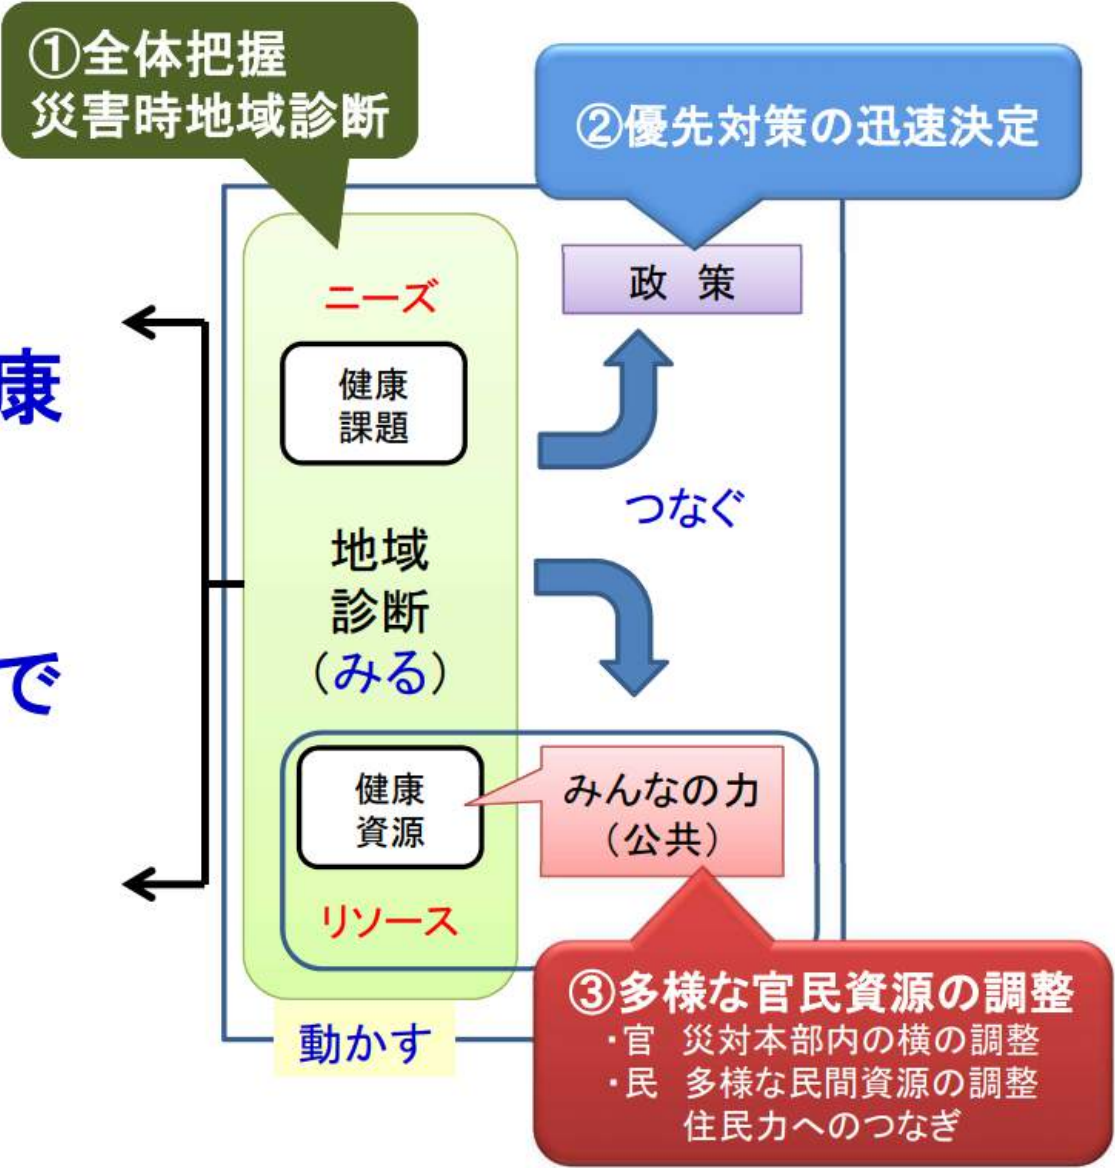 ①全体把握
災害時地域診断
②優先対策の迅速決定
政 策
ニーズ
健康
課題
康
つなぐ
地域
診断
(みる)
で
健康
資源
みんなの力
(公共)
リソース
③多様な官民資源の調整
・官 災対本部内の横の調整
・民 多様な民間資源の調整
住民力へのつなぎ
動かす